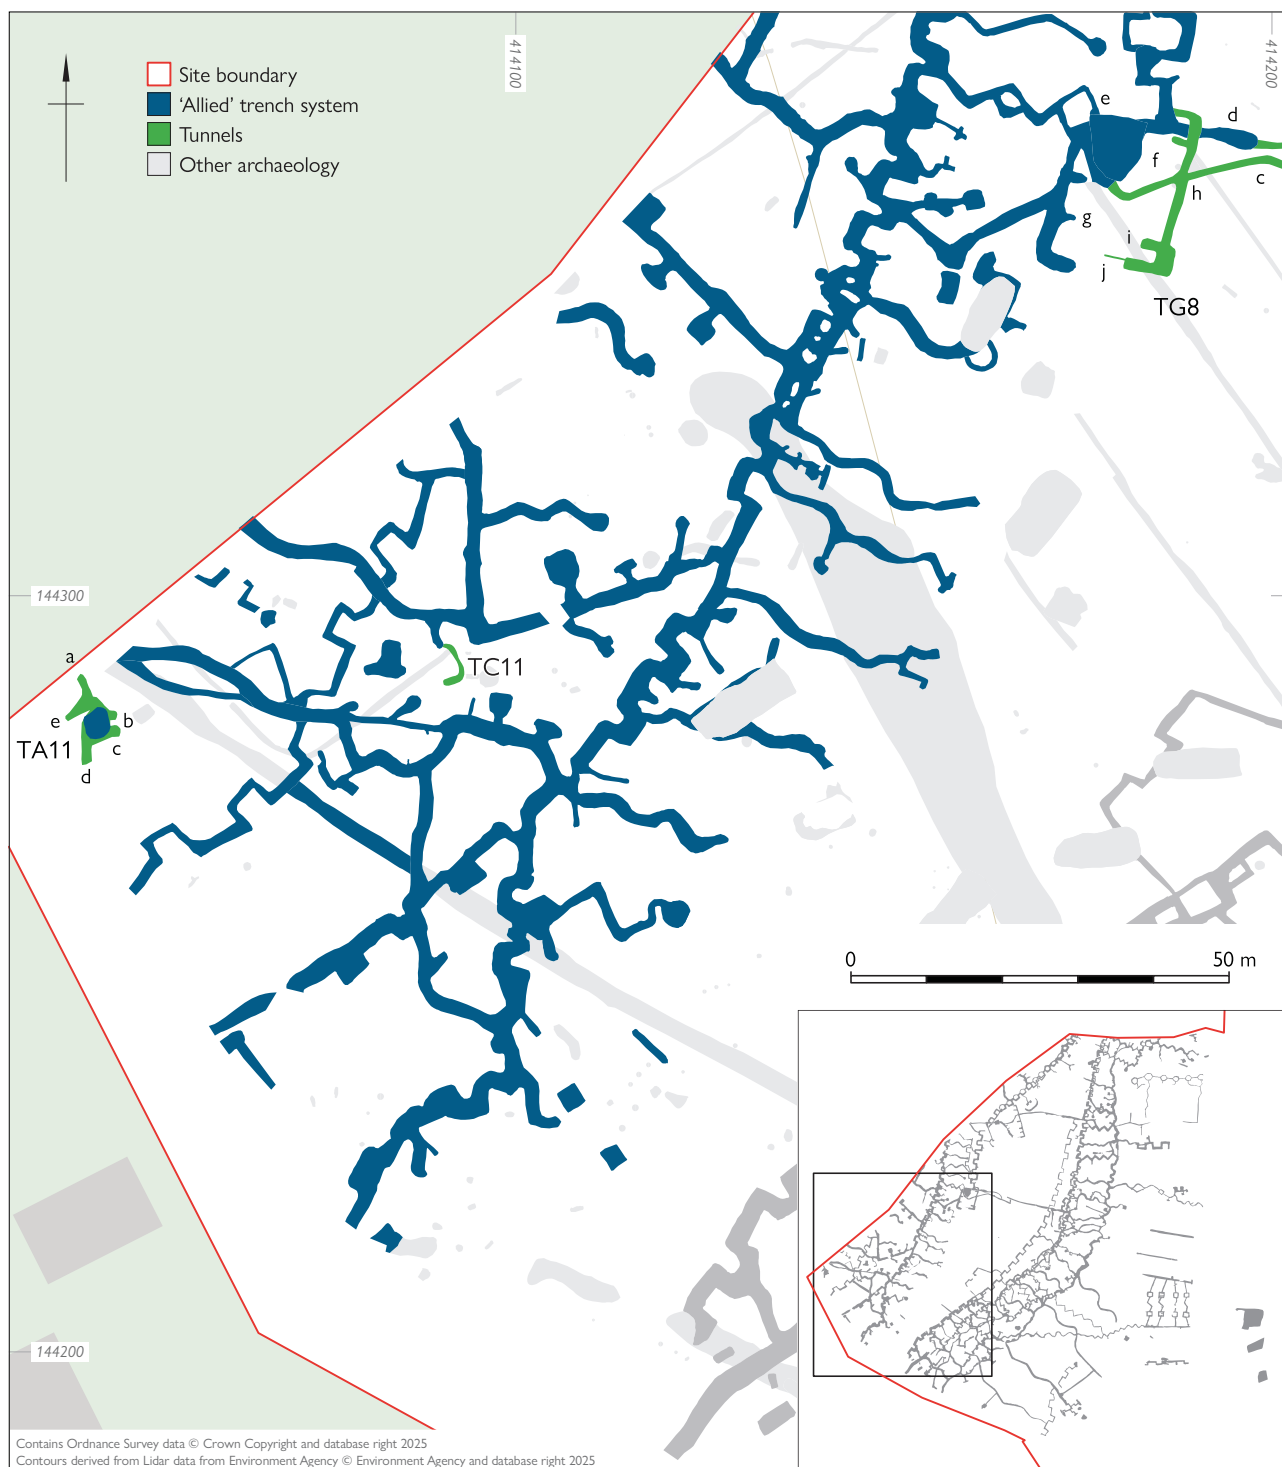 414100
414200
Site boundary
‘Allied’ trench system
Tunnels
Other archaeology
e
d
f
c
h
g
i
j
TG8
144300
a
TC11
e
b
TA11
c
d
0
50 m
144200
Contains Ordnance Survey data © Crown Copyright and database right 2025
Contours derived from Lidar data from Environment Agency © Environment Agency and database right 2025